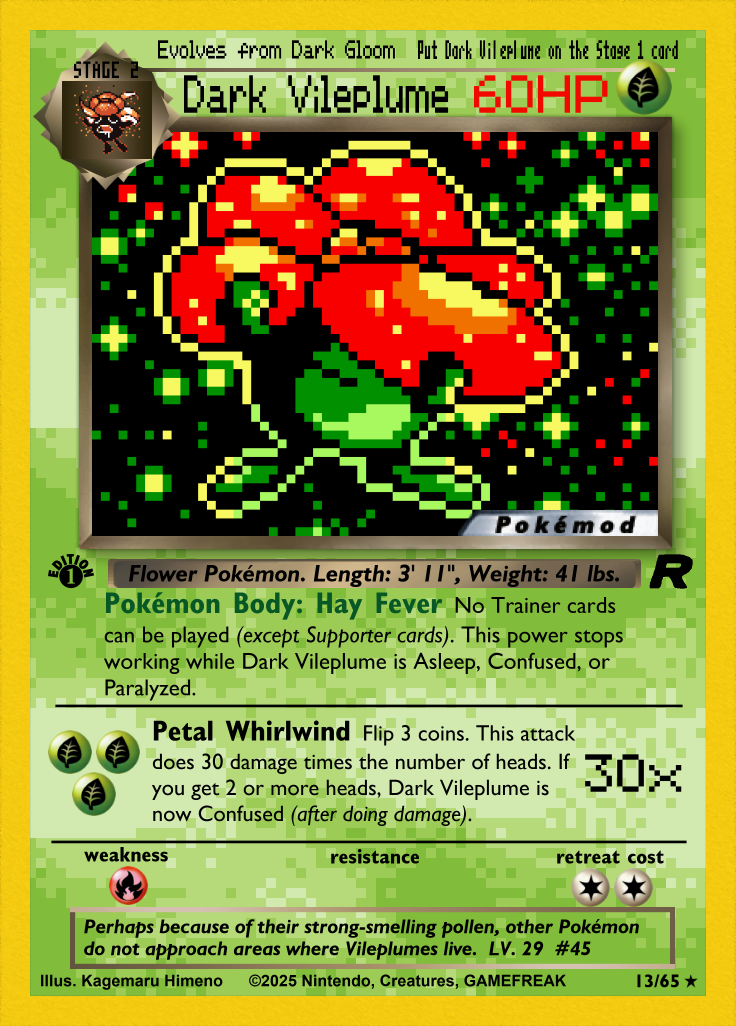 Evolves from Dark Gloom Put Dark Vileplume on the Stage 1 card
STAGE 2
Dark Vileplume 60HP
Pokémod
EDITION
1
Flower Pokémon. Length: 3' 11", Weight: 41 lbs.
R
Pokémon Body: Hay Fever No Trainer cards
can be played (except Supporter cards). This power stops
working while Dark Vileplume is Asleep, Confused, or
Paralyzed.
Petal Whirlwind Flip 3 coins. This attack
does 30 damage times the number of heads. If
you get 2 or more heads, Dark Vileplume is
now Confused (after doing damage).
30x
weakness resistance retreat cost
Perhaps because of their strong-smelling pollen, other Pokémon
do not approach areas where Vileplumes live. LV. 29 #45
Illus. Kagemaru Himeno ©2025 Nintendo, Creatures, GAMEFREAK 13/65 ★